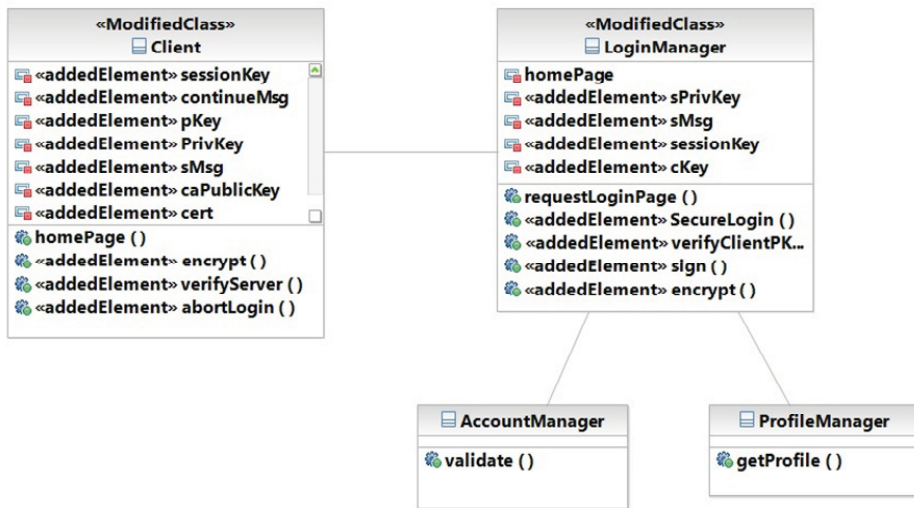 «ModifiedClass»
Client
«addedElement» sessionKey
«addedElement» continueMsg
«addedElement» pKey
«addedElement» PrivKey
«addedElement» sMsg
«addedElement» caPublicKey
«addedElement» cert
homePage ( )
«addedElement» encrypt ( )
«addedElement» verifyServer ( )
«addedElement» abortLogin ( )
«ModifiedClass»
LoginManager
homePage
«addedElement» sPrivKey
«addedElement» sMsg
«addedElement» sessionKey
«addedElement» cKey
requestLoginPage ( )
«addedElement» SecureLogin ( )
«addedElement» verifyClientPK...
«addedElement» sign ( )
«addedElement» encrypt ( )
AccountManager
validate ( )
ProfileManager
getProfile ( )